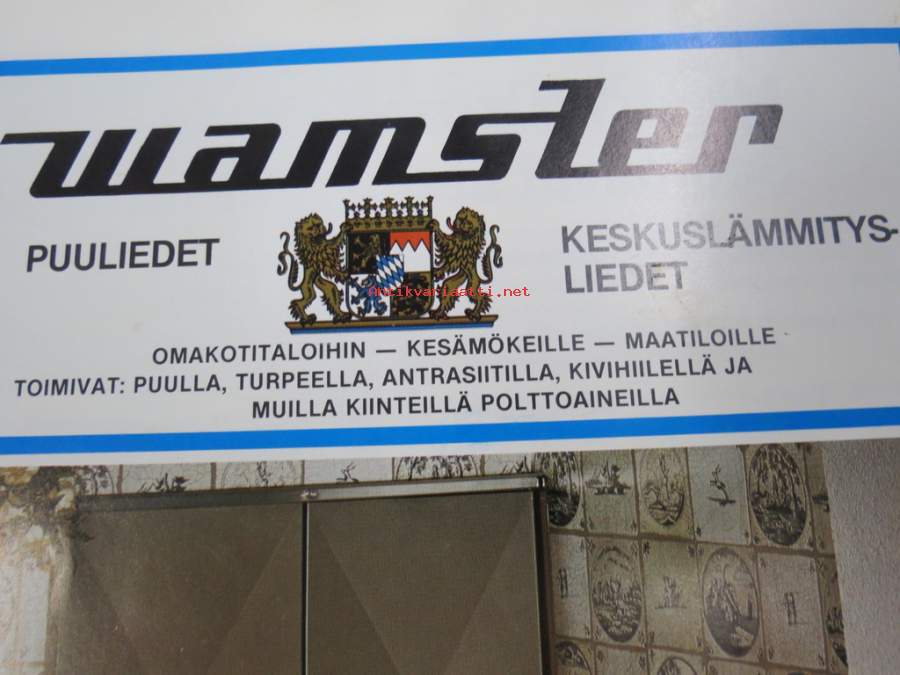 wamsler
PUULIEDET
KESKUSLÄMMITYS-
LIEDET
Antikvariaatti.net
OMAKOTITALOIHIN — KESÄMÖKEILLE — MAATILOILLE
TOIMIVAT: PUULLA, TURPEELLA, ANTRASIITILLA, KIVIHIILELLÄ JA
MUILLA KIINTEILLÄ POLTTOAINEILLA